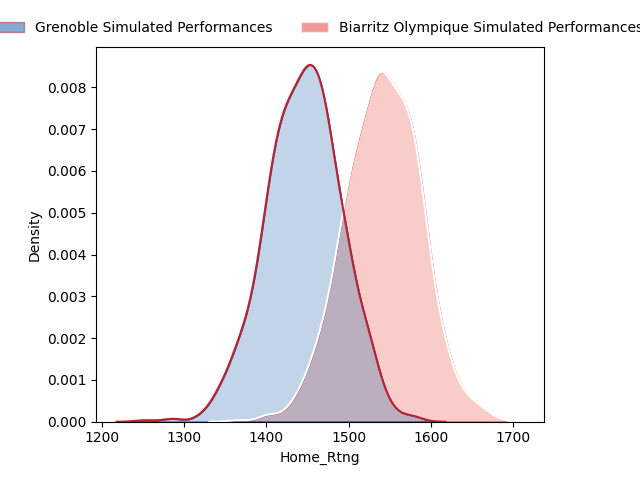 Grenoble Simulated Performances
Biarritz Olympique Simulated Performances
0.008
0.007
0.006
0.005
0.004
0.003
0.002
0.001
0.000
Density
1200 1300 1400 1500 1600 1700
Home_Rtng